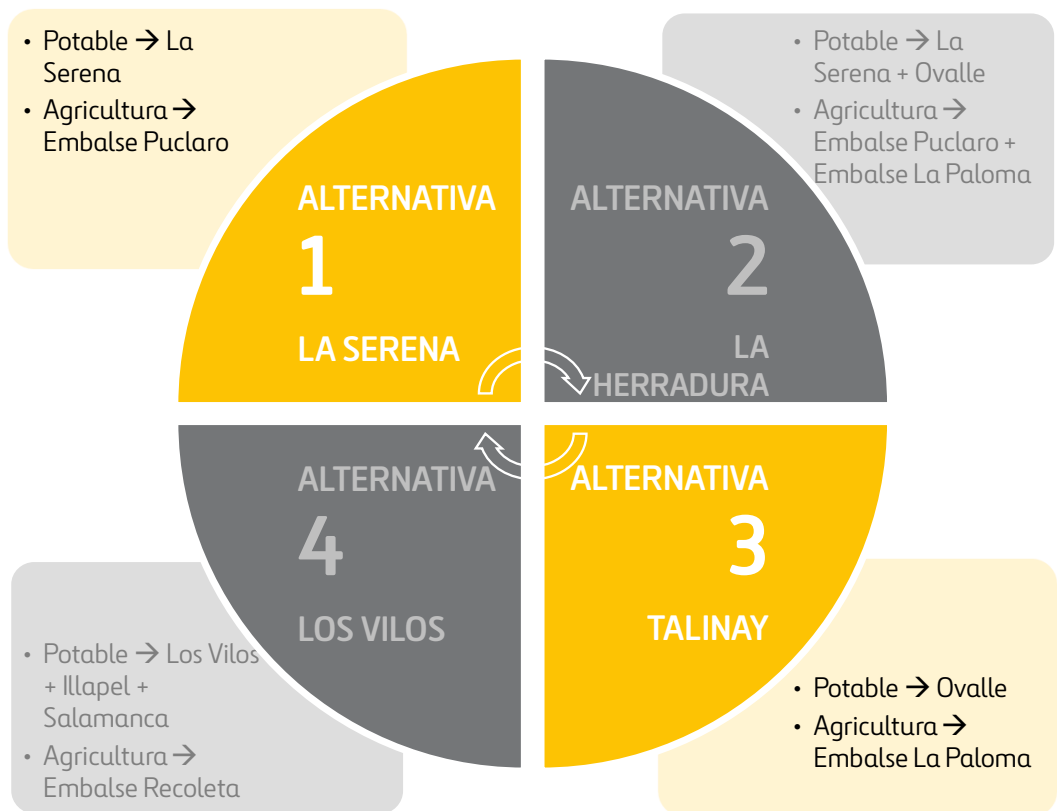 • Potable → La
Serena
• Agricultura →
Embalse Puclaro
ALTERNATIVA
1
LA SERENA
• Potable → La
Serena + Ovalle
• Agricultura →
Embalse Puclaro +
Embalse La Paloma
ALTERNATIVA
2
LA
HERRADURA
ALTERNATIVA
3
TALINAY
• Potable → Ovalle
• Agricultura →
Embalse La Paloma
ALTERNATIVA
4
LOS VILOS
• Potable → Los Vilos
+ Illapel +
Salamanca
• Agricultura →
Embalse Recoleta